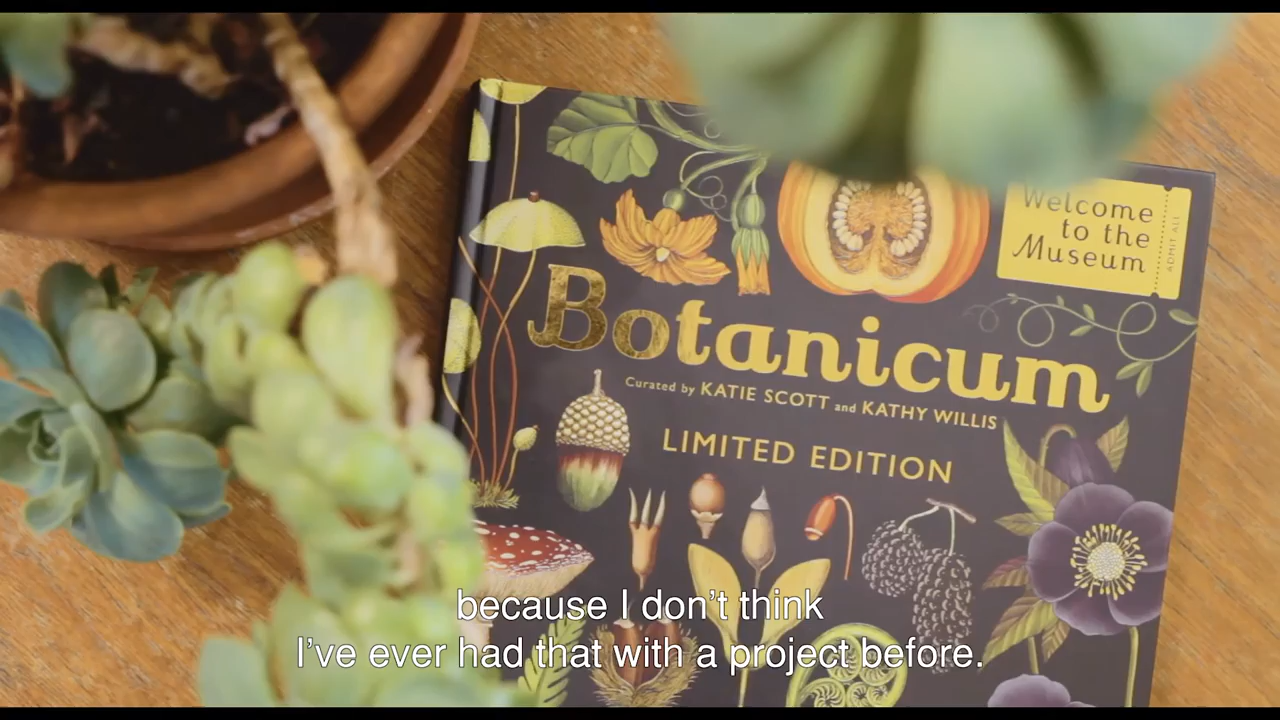 Welcome
to the
Museum
ADMIT ALL
Botanicum
Curated by KATIE SCOTT and KATHY WILLIS
LIMITED EDITION
because I don't think
I've ever had that with a project before.